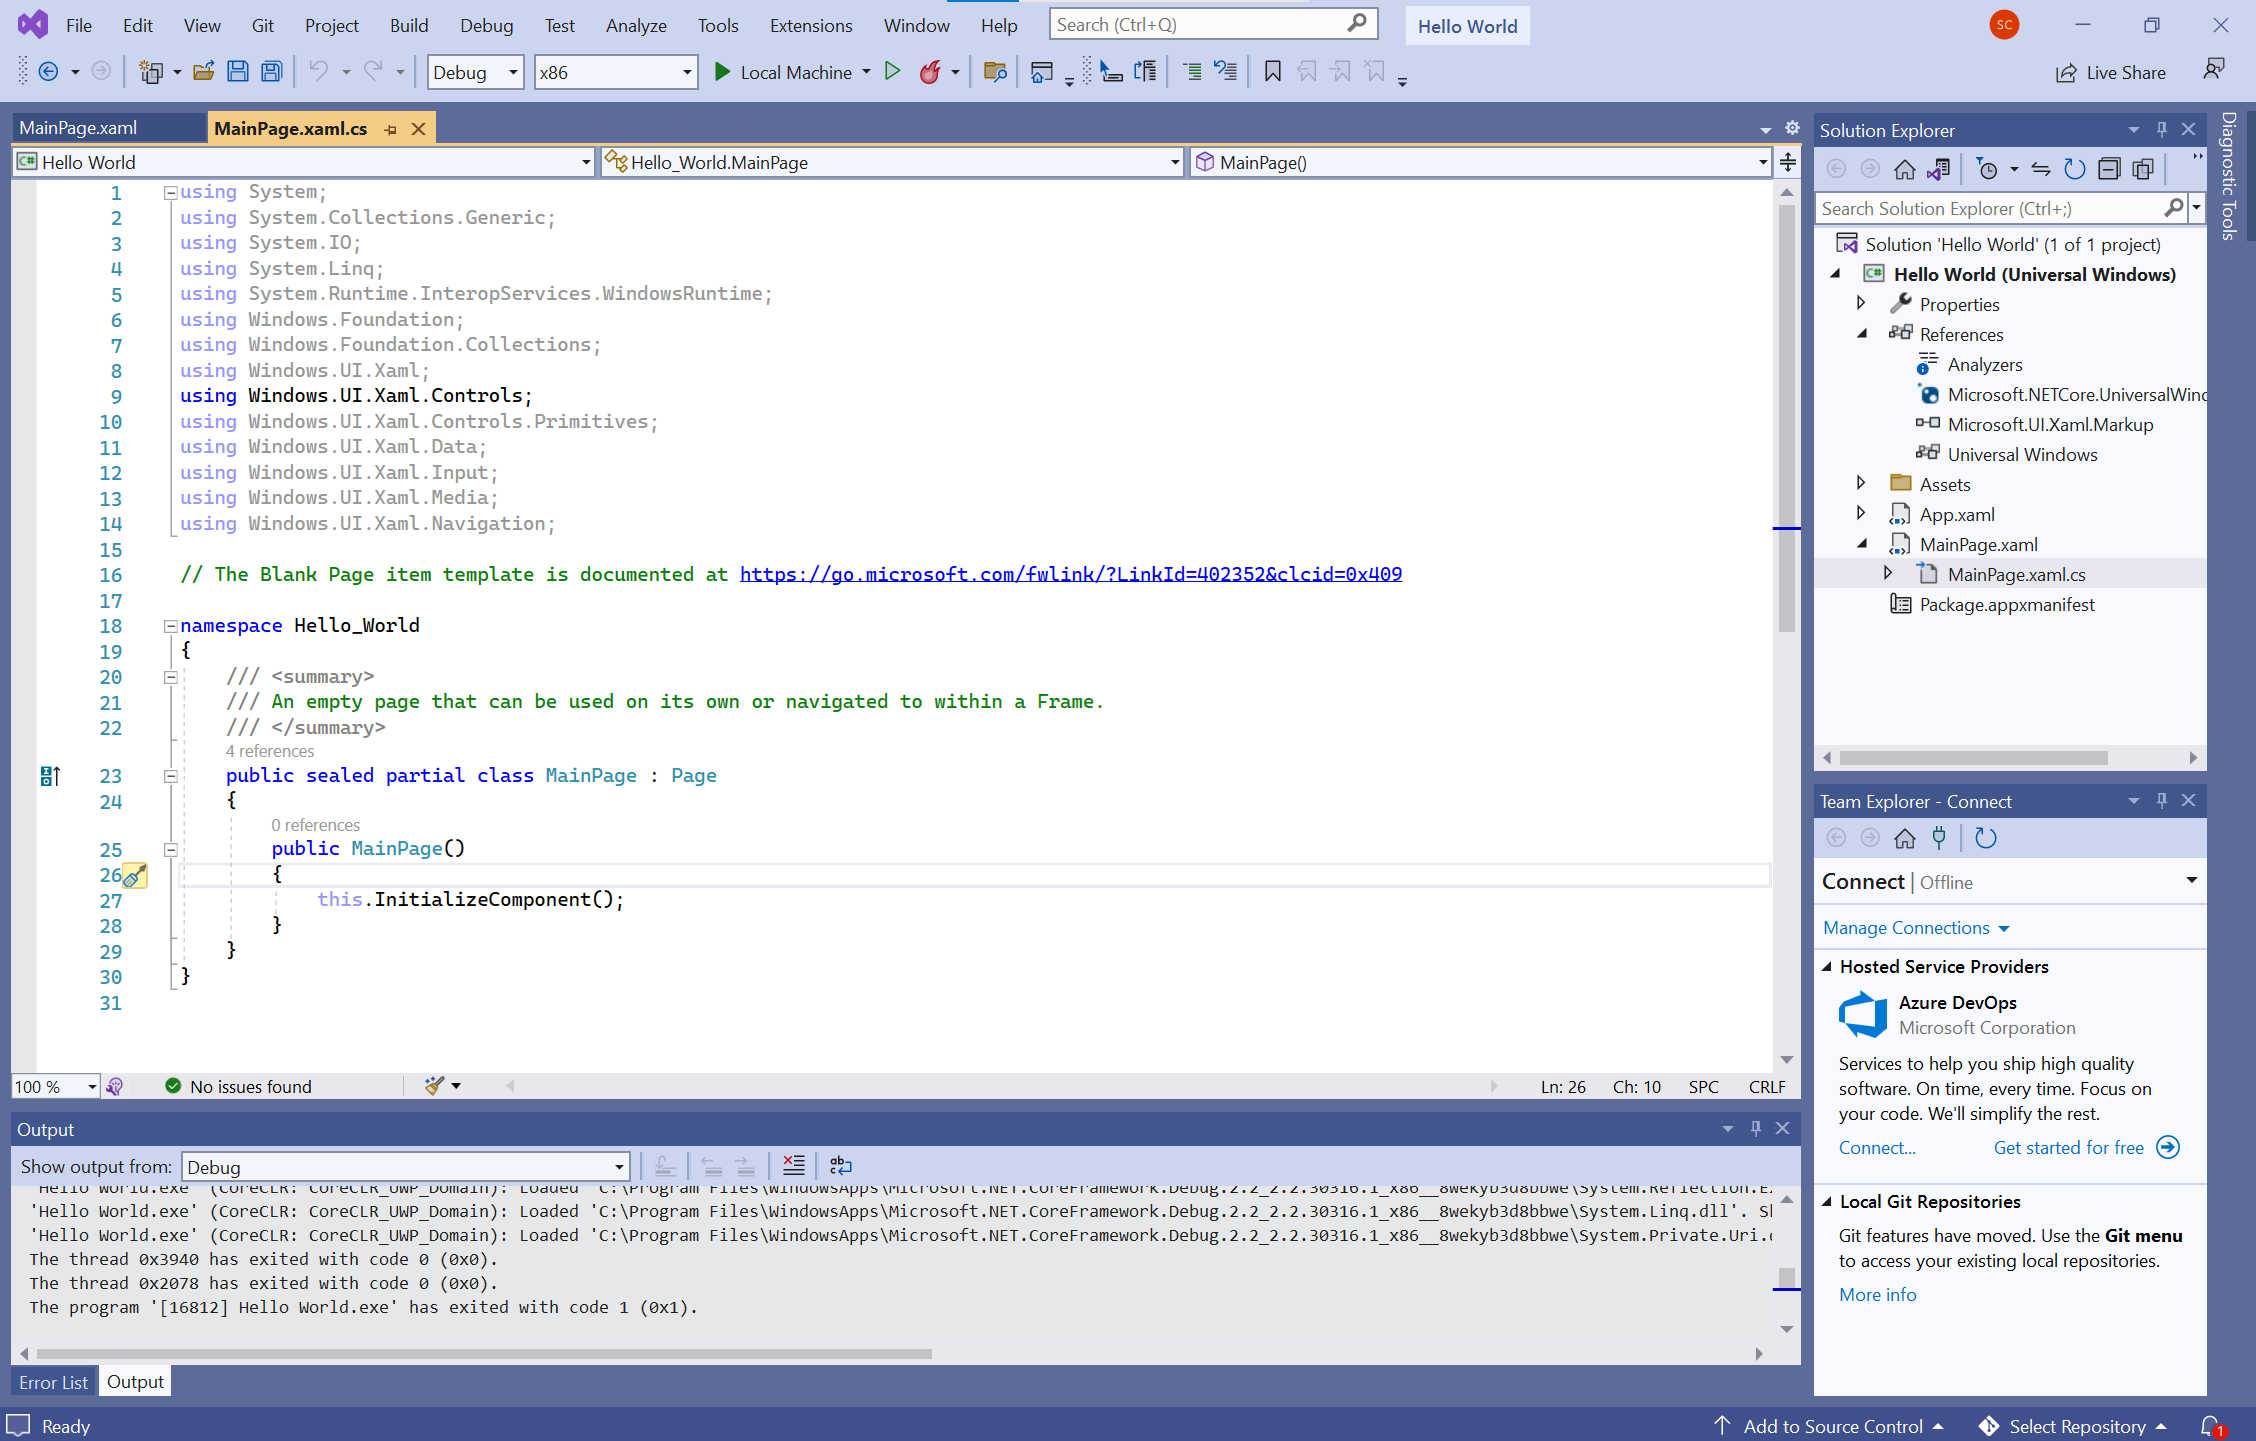 File Edit View Git Project Build Debug Test Analyze Tools Extensions Window Help Search (Ctrl+Q) Hello World SC
Debug x86 Local Machine Live Share
MainPage.xaml MainPage.xaml.cs
Hello World Hello_World.MainPage MainPage()
1 using System;
2 using System.Collections.Generic;
3 using System.IO;
4 using System.Linq;
5 using System.Runtime.InteropServices.WindowsRuntime;
6 using Windows.Foundation;
7 using Windows.Foundation.Collections;
8 using Windows.UI.Xaml;
9 using Windows.UI.Xaml.Controls;
10 using Windows.UI.Xaml.Controls.Primitives;
11 using Windows.UI.Xaml.Data;
12 using Windows.UI.Xaml.Input;
13 using Windows.UI.Xaml.Media;
14 using Windows.UI.Xaml.Navigation;
15
16 // The Blank Page item template is documented at https://go.microsoft.com/fwlink/?LinkId=402352&clcid=0x409
17
18 namespace Hello_World
19 {
20 /// <summary>
21 /// An empty page that can be used on its own or navigated to within a Frame.
22 /// </summary>
4 references
23 public sealed partial class MainPage : Page
24 {
0 references
25 public MainPage()
26 {
27 this.InitializeComponent();
28 }
29 }
30 }
31
100 % No issues found Ln: 26 Ch: 10 SPC CRLF
Output
Show output from: Debug
'Hello World.exe' (CoreCLR: CoreCLR_UWP_Domain): Loaded 'C:\Program Files\WindowsApps\Microsoft.NET.CoreFramework.Debug.2.2_2.2.30316.1_x86__8wekyb3d8bbwe\System.Reflection.E
'Hello World.exe' (CoreCLR: CoreCLR_UWP_Domain): Loaded 'C:\Program Files\WindowsApps\Microsoft.NET.CoreFramework.Debug.2.2_2.2.30316.1_x86__8wekyb3d8bbwe\System.Linq.dll'. Sk
'Hello World.exe' (CoreCLR: CoreCLR_UWP_Domain): Loaded 'C:\Program Files\WindowsApps\Microsoft.NET.CoreFramework.Debug.2.2_2.2.30316.1_x86__8wekyb3d8bbwe\System.Private.Uri.
The thread 0x3940 has exited with code 0 (0x0).
The thread 0x2078 has exited with code 0 (0x0).
The program '[16812] Hello World.exe' has exited with code 1 (0x1).
Error List Output
Solution Explorer
Search Solution Explorer (Ctrl+;)
Solution 'Hello World' (1 of 1 project)
C# Hello World (Universal Windows)
Properties
References
Analyzers
Microsoft.NETCore.UniversalWind
Microsoft.UI.Xaml.Markup
Universal Windows
Assets
App.xaml
MainPage.xaml
MainPage.xaml.cs
Package.appxmanifest
Diagnostic Tools
Team Explorer - Connect
Connect | Offline
Manage Connections
Hosted Service Providers
Azure DevOps
Microsoft Corporation
Services to help you ship high quality
software. On time, every time. Focus on
your code. We'll simplify the rest.
Connect... Get started for free
Local Git Repositories
Git features have moved. Use the Git menu
to access your existing local repositories.
More info
Ready Add to Source Control Select Repository 1